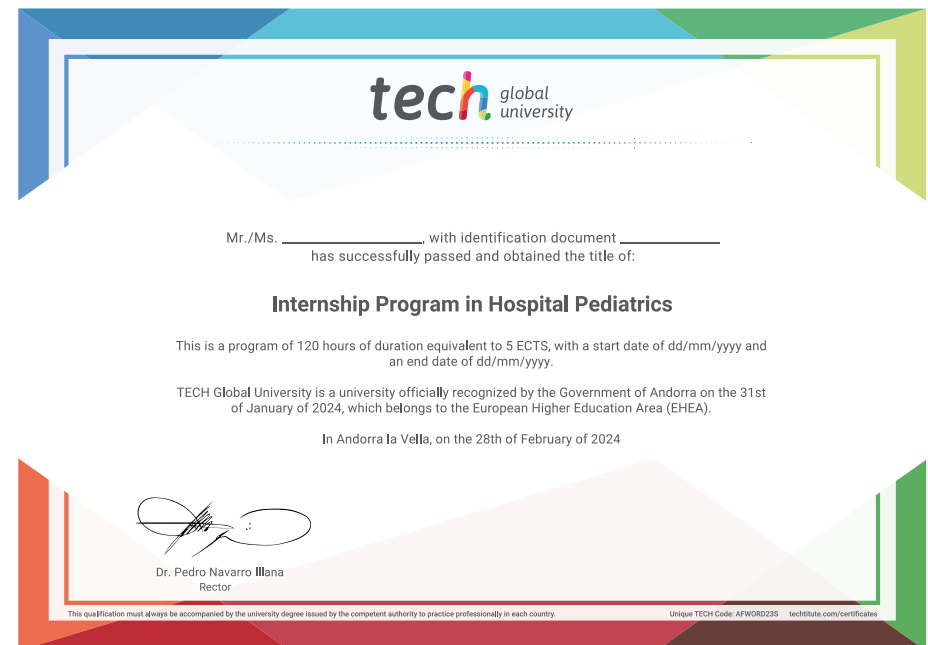 tech global university
Mr./Ms. ____________________, with identification document ______________
has successfully passed and obtained the title of:
Internship Program in Hospital Pediatrics
This is a program of 120 hours of duration equivalent to 5 ECTS, with a start date of dd/mm/yyyy and
an end date of dd/mm/yyyy.
TECH Global University is a university officially recognized by the Government of Andorra on the 31st
of January of 2024, which belongs to the European Higher Education Area (EHEA).
In Andorra la Vella, on the 28th of February of 2024
Dr. Pedro Navarro Illana
Rector
This qualification must always be accompanied by the university degree issued by the competent authority to practice professionally in each country.
Unique TECH Code: AFWORD23S techtitute.com/certificates